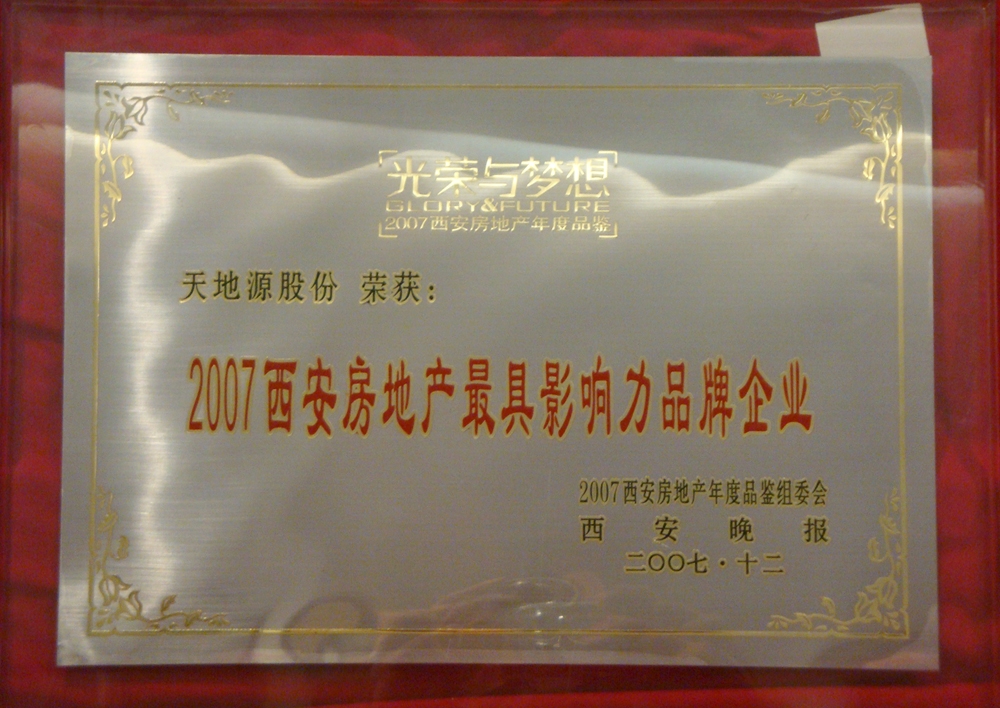 光荣与梦想
GLORY&FUTURE
2007西安房地产年度品鉴
天地源股份 荣获：
2007西安房地产最具影响力品牌企业
2007西安房地产年度品鉴组委会
西安晚报
二〇〇七·十二